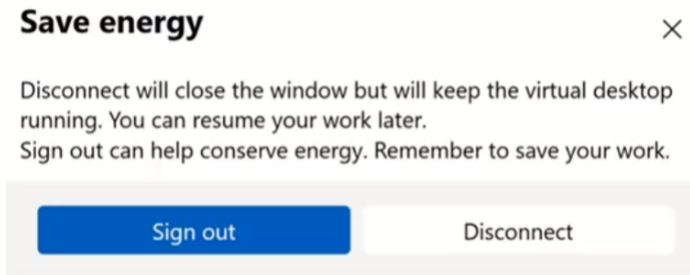 Save energy
Disconnect will close the window but will keep the virtual desktop
running. You can resume your work later.
Sign out can help conserve energy. Remember to save your work.
Sign out
Disconnect